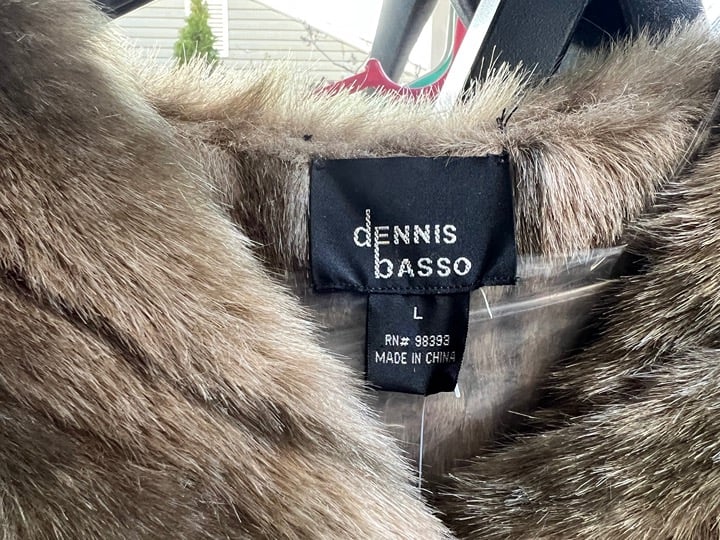 dENNIS
bASSO
L
RN# 98393
MADE IN CHINA